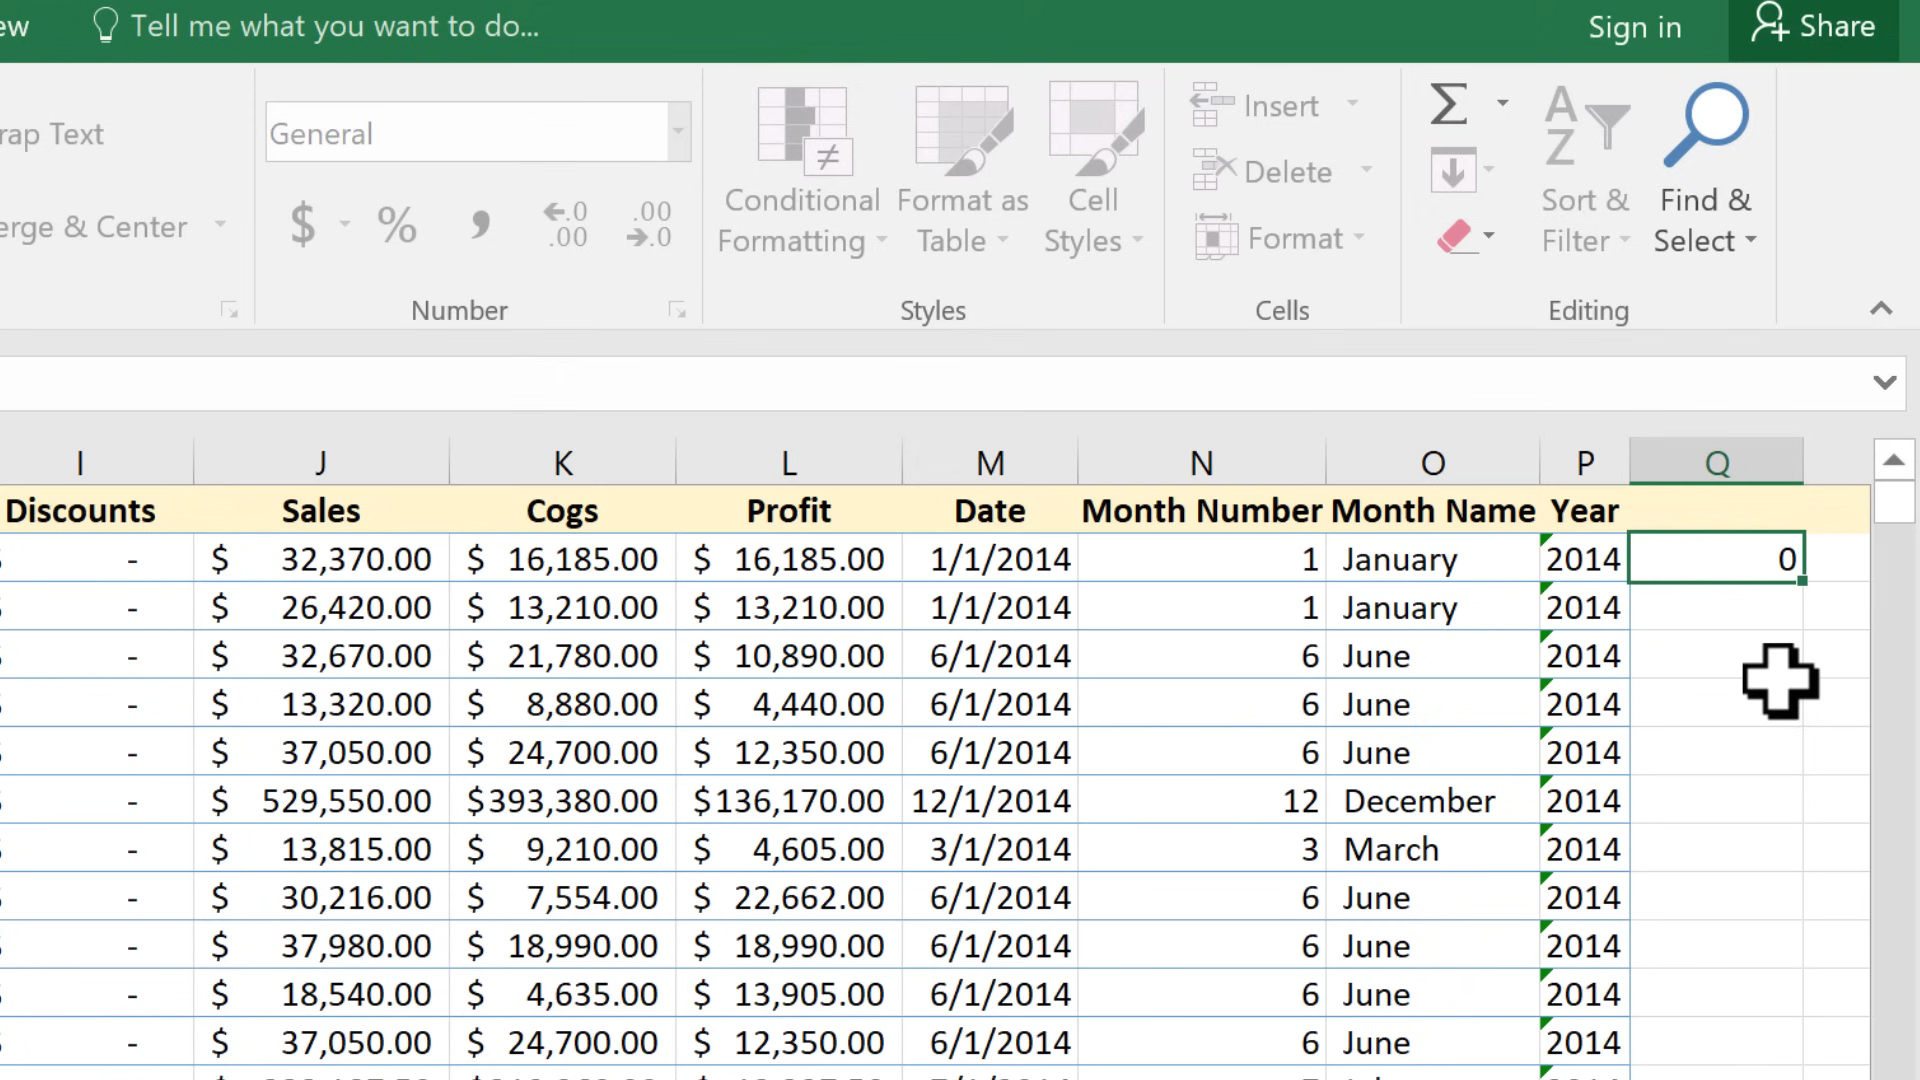 ew Tell me what you want to do... Sign in Share
rap Text General Insert
Delete
erge & Center $ % , .0 .00 .00 .0 Conditional Formatting Format as Table Cell Styles Format Sort & Filter Find & Select
Number Styles Cells Editing
I J K L M N O P Q
Discounts Sales Cogs Profit Date Month Number Month Name Year
- $ 32,370.00 $ 16,185.00 $ 16,185.00 1/1/2014 1 January 2014 0
- $ 26,420.00 $ 13,210.00 $ 13,210.00 1/1/2014 1 January 2014
- $ 32,670.00 $ 21,780.00 $ 10,890.00 6/1/2014 6 June 2014
- $ 13,320.00 $ 8,880.00 $ 4,440.00 6/1/2014 6 June 2014
- $ 37,050.00 $ 24,700.00 $ 12,350.00 6/1/2014 6 June 2014
- $ 529,550.00 $393,380.00 $136,170.00 12/1/2014 12 December 2014
- $ 13,815.00 $ 9,210.00 $ 4,605.00 3/1/2014 3 March 2014
- $ 30,216.00 $ 7,554.00 $ 22,662.00 6/1/2014 6 June 2014
- $ 37,980.00 $ 18,990.00 $ 18,990.00 6/1/2014 6 June 2014
- $ 18,540.00 $ 4,635.00 $ 13,905.00 6/1/2014 6 June 2014
- $ 37,050.00 $ 24,700.00 $ 12,350.00 6/1/2014 6 June 2014